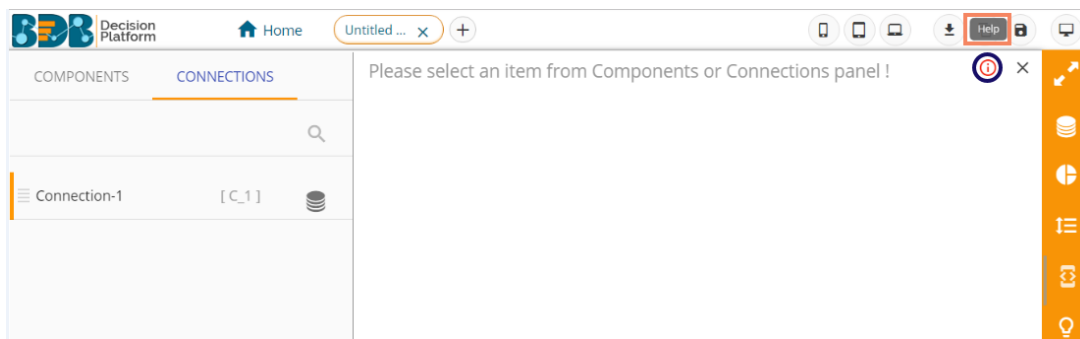 BDB Decision Platform
Home
Untitled ...
Help
COMPONENTS
CONNECTIONS
Please select an item from Components or Connections panel !
Connection-1
[ C_1 ]